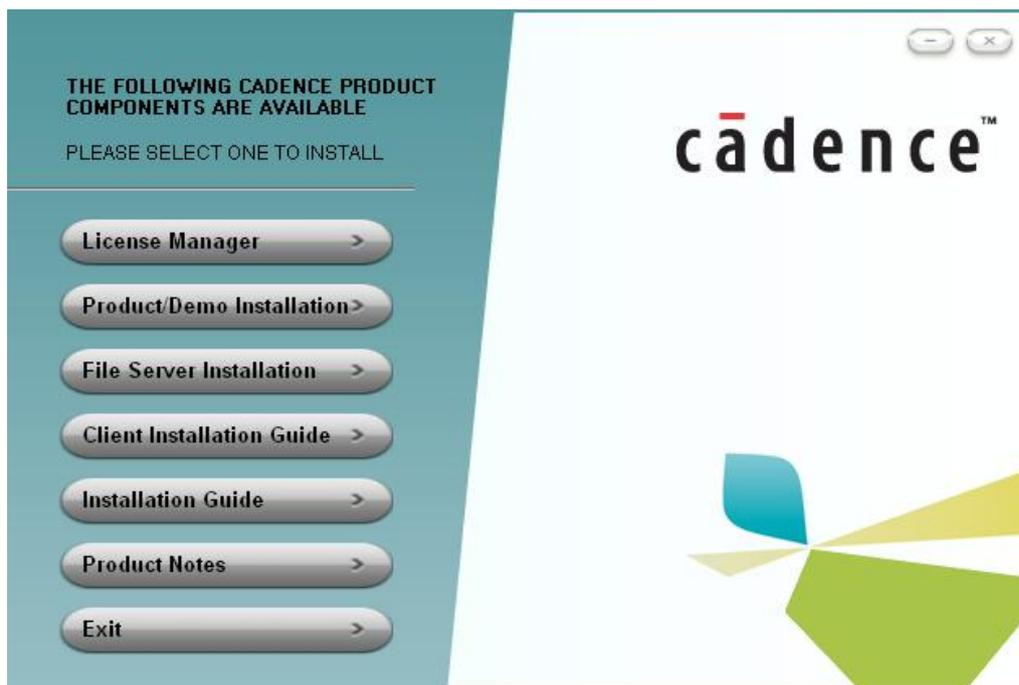 THE FOLLOWING CADENCE PRODUCT
COMPONENTS ARE AVAILABLE
PLEASE SELECT ONE TO INSTALL
cādence™
License Manager >
Product/Demo Installation>
File Server Installation >
Client Installation Guide >
Installation Guide >
Product Notes >
Exit >